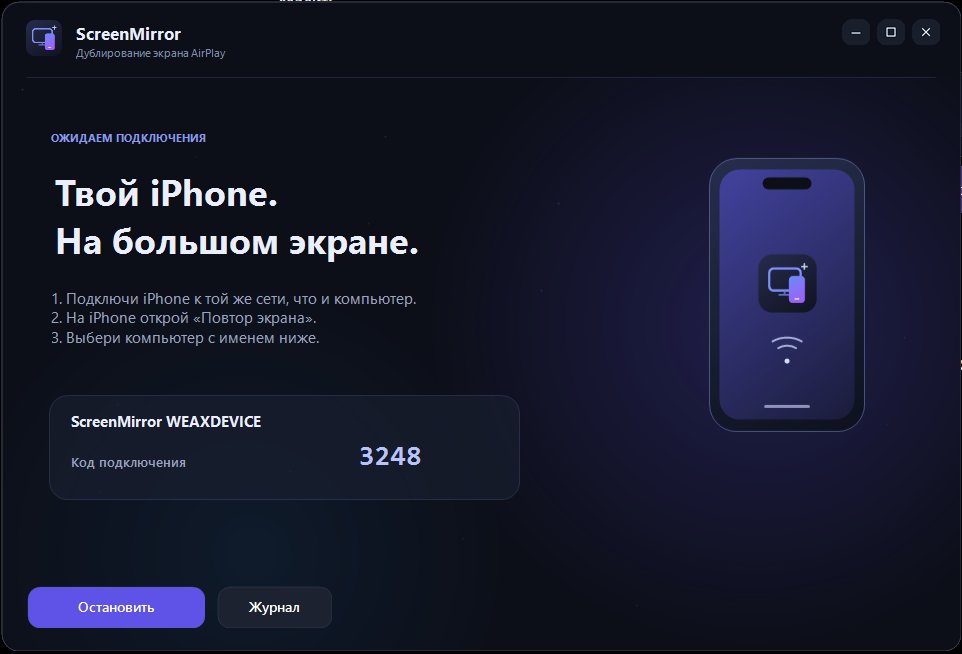 ScreenMirror
Дублирование экрана AirPlay
ОЖИДАЕМ ПОДКЛЮЧЕНИЯ
Твой iPhone.
На большом экране.
1. Подключи iPhone к той же сети, что и компьютер.
2. На iPhone открой «Повтор экрана».
3. Выбери компьютер с именем ниже.
ScreenMirror WEAXDEVICE
Код подключения 3248
Остановить Журнал